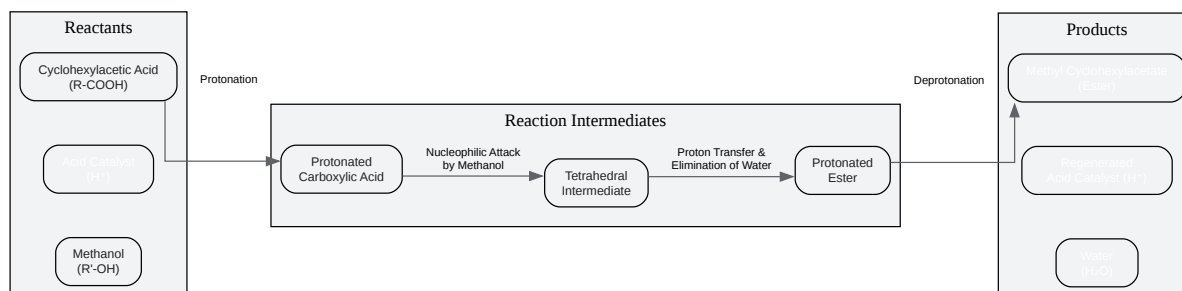 Reactants
Cyclohexylacetic Acid
(R-COOH)
Acid Catalyst
(H⁺)
Methanol
(R'-OH)
Protonation
Reaction Intermediates
Protonated
Carboxylic Acid
Nucleophilic Attack
by Methanol
Tetrahedral
Intermediate
Proton Transfer &
Elimination of Water
Protonated
Ester
Deprotonation
Products
Methyl Cyclohexylacetate
(Ester)
Regenerated
Acid Catalyst (H⁺)
Water
(H₂O)